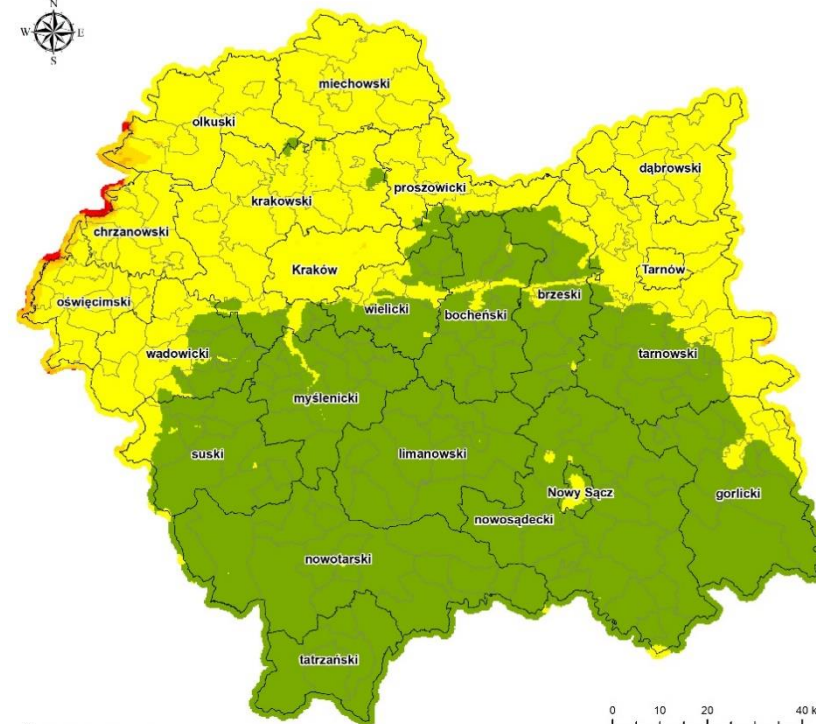 N
W E
S
miechowski
olkuski
dąbrowski
proszowicki
krakowski
chrzanowski
Kraków
Tarnów
oświęcimski
wielicki
bocheński
brzeski
wadowicki
tarnowski
myślenicki
suski
limanowski
Nowy Sącz
gorlicki
nowosądecki
nowotarski
tatrzański
0 10 20 40 k